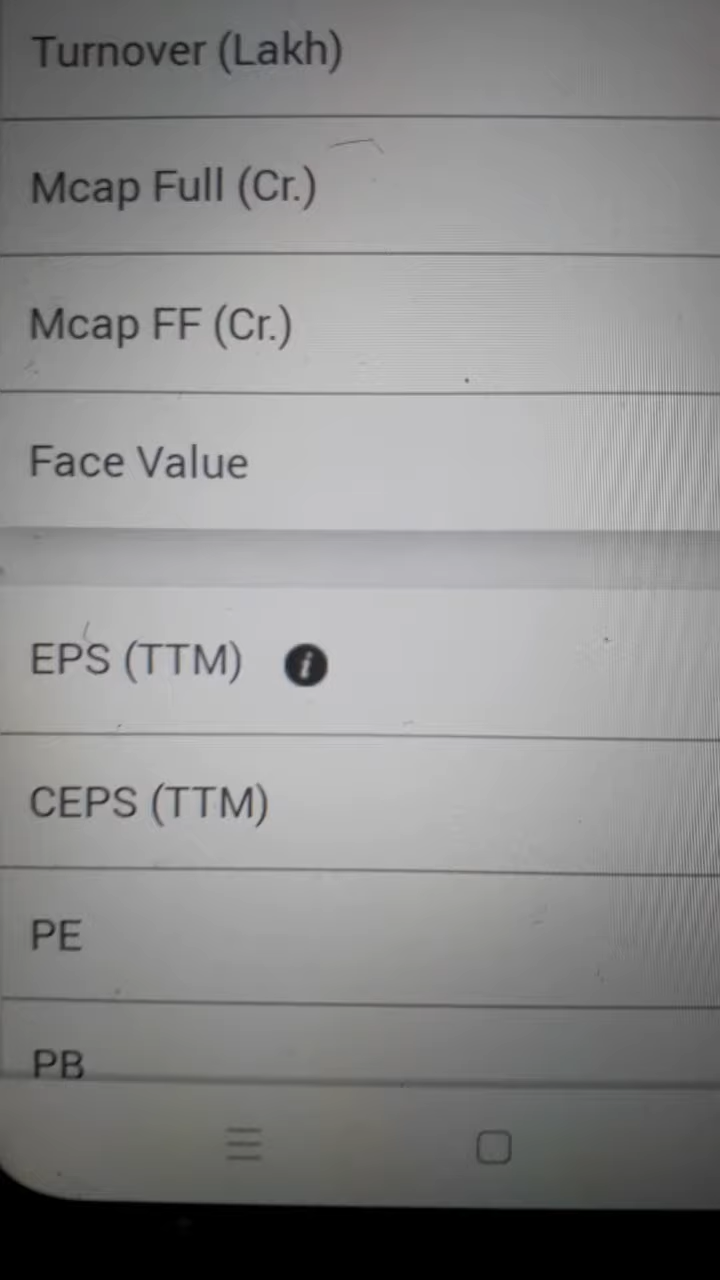 Turnover (Lakh)
Mcap Full (Cr.)
Mcap FF (Cr.)
Face Value
EPS (TTM) i
CEPS (TTM)
PE
PB